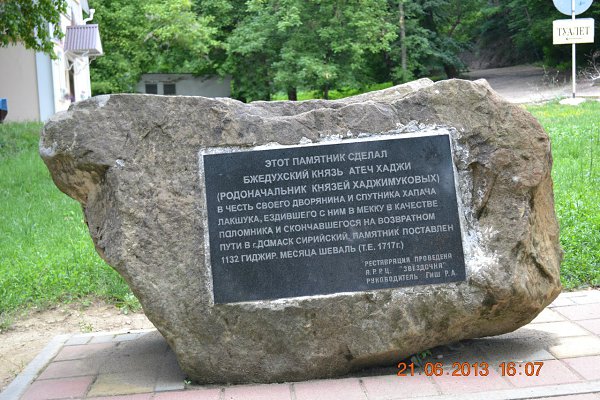 ТУАЛЕТ
ЭТОТ ПАМЯТНИК СДЕЛАЛ
БЖЕДУХСКИЙ КНЯЗЬ АТЕЧ ХАДЖИ
(РОДОНАЧАЛЬНИК КНЯЗЕЙ ХАДЖИМУКОВЫХ)
В ЧЕСТЬ СВОЕГО ДВОРЯНИНА И СПУТНИКА ХАПАЧА
ЛАКШУКА, ЕЗДИВШЕГО С НИМ В МЕККУ В КАЧЕСТВЕ
ПАЛОМНИКА И СКОНЧАВШЕГОСЯ НА ВОЗВРАТНОМ
ПУТИ В г.ДАМАСК СИРИЙСКИЙ. ПАМЯТНИК ПОСТАВЛЕН
1132 ГИДЖИР. МЕСЯЦА ШЕВАЛЬ (Т.Е. 1717г.)
РЕСТАВРАЦИЯ ПРОВЕДЕНА
А.Р.Р.Ц. "ЗВЁЗДОЧКА"
РУКОВОДИТЕЛЬ ГИШ Р.А.
21.06.2013 16:07